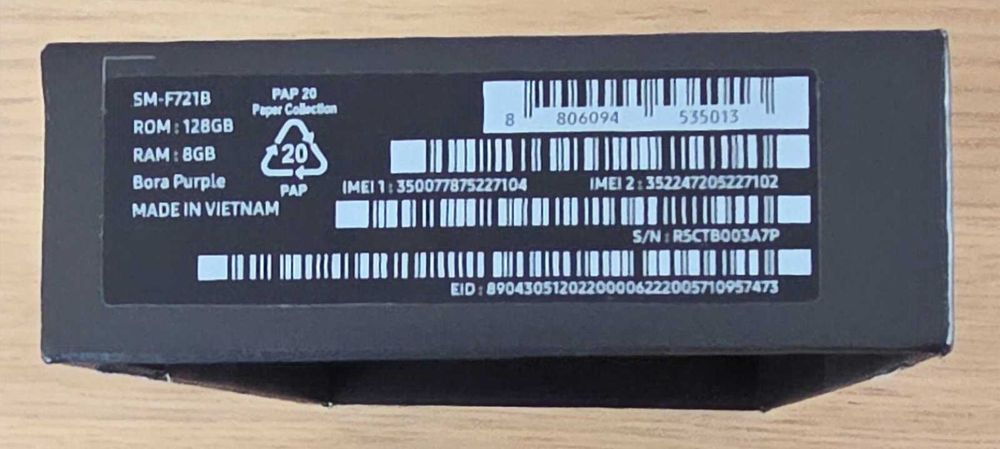 SM-F721B
ROM : 128GB
RAM : 8GB
Bora Purple
MADE IN VIETNAM
PAP 20
Paper Collection
20
PAP
8 806094 535013
IMEI 1 : 350077875227104 IMEI 2 : 352247205227102
S/N : R5CTB003A7P
EID : 89043051202200006222005710957473